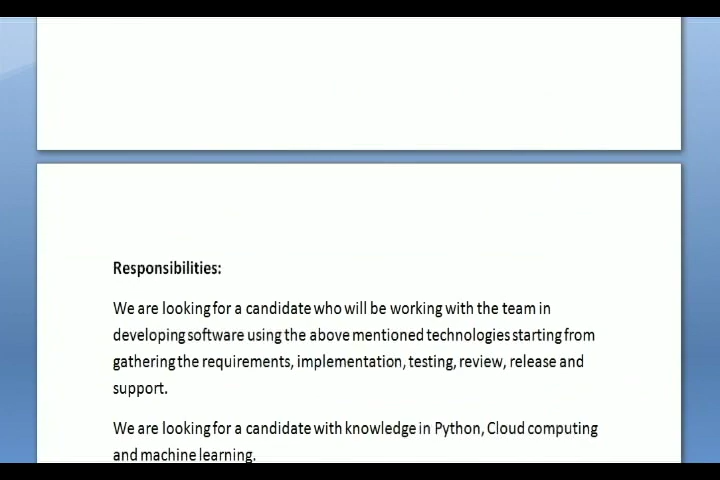 Responsibilities:
We are looking for a candidate who will be working with the team in
developing software using the above mentioned technologies starting from
gathering the requirements, implementation, testing, review, release and
support.
We are looking for a candidate with knowledge in Python, Cloud computing
and machine learning.